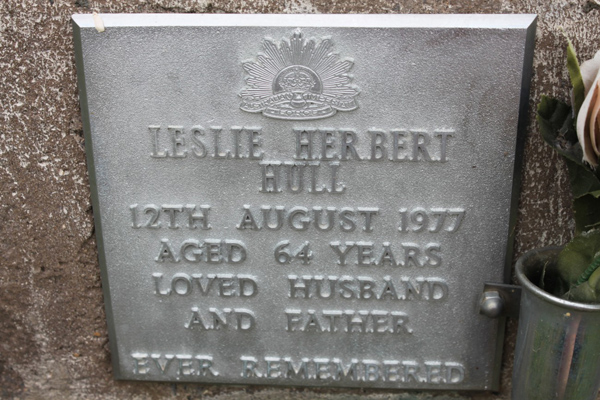 LESLIE HERBERT
HULL
12TH AUGUST 1977
AGED 64 YEARS
LOVED HUSBAND
AND FATHER
EVER REMEMBERED